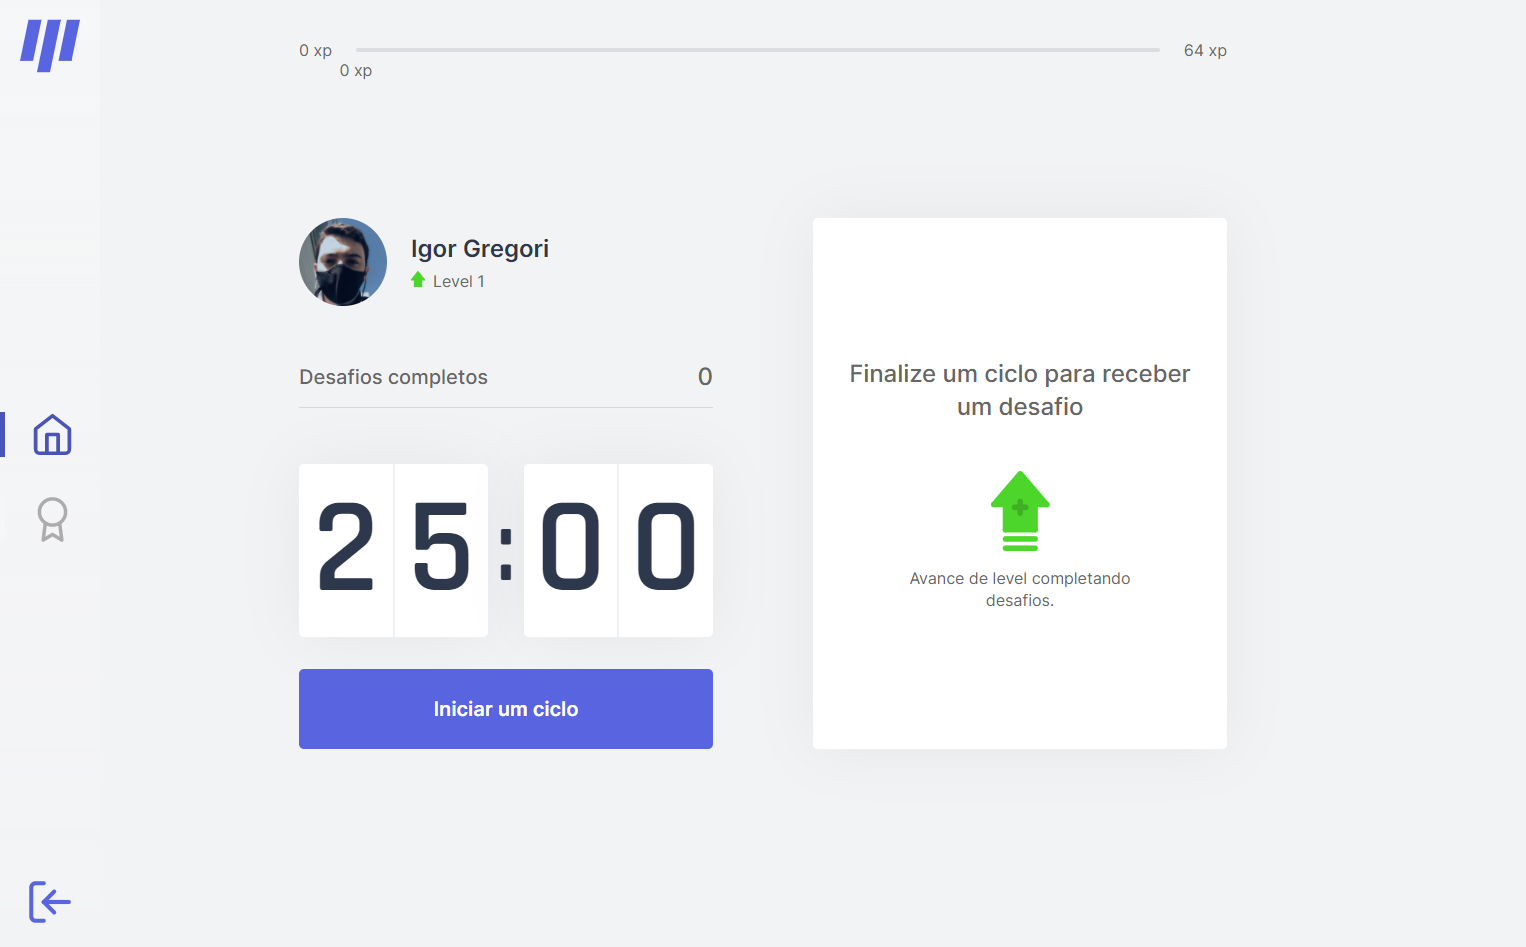 0 xp
64 xp
0 xp
Igor Gregori
Level 1
Desafios completos
0
25:00
Iniciar um ciclo
Finalize um ciclo para receber
um desafio
Avance de level completando
desafios.